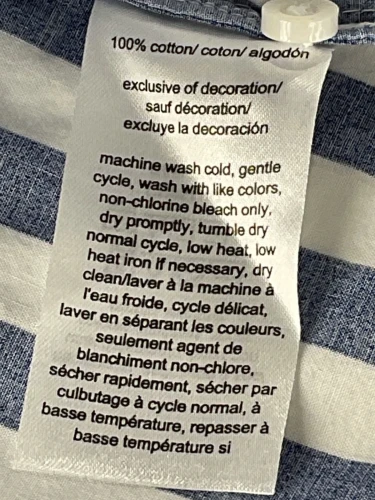 100% cotton/ coton/ algodón
exclusive of decoration/
sauf décoration/
excluye la decoración
machine wash cold, gentle
cycle, wash with like colors,
non-chlorine bleach only,
dry promptly, tumble dry
normal cycle, low heat, low
heat iron if necessary, dry
clean/laver à la machine à
l'eau froide, cycle délicat,
laver en séparant les couleurs,
seulement agent de
blanchiment non-chlore,
sécher rapidement, sécher par
culbutage à cycle normal, à
basse température, repasser à
basse température si